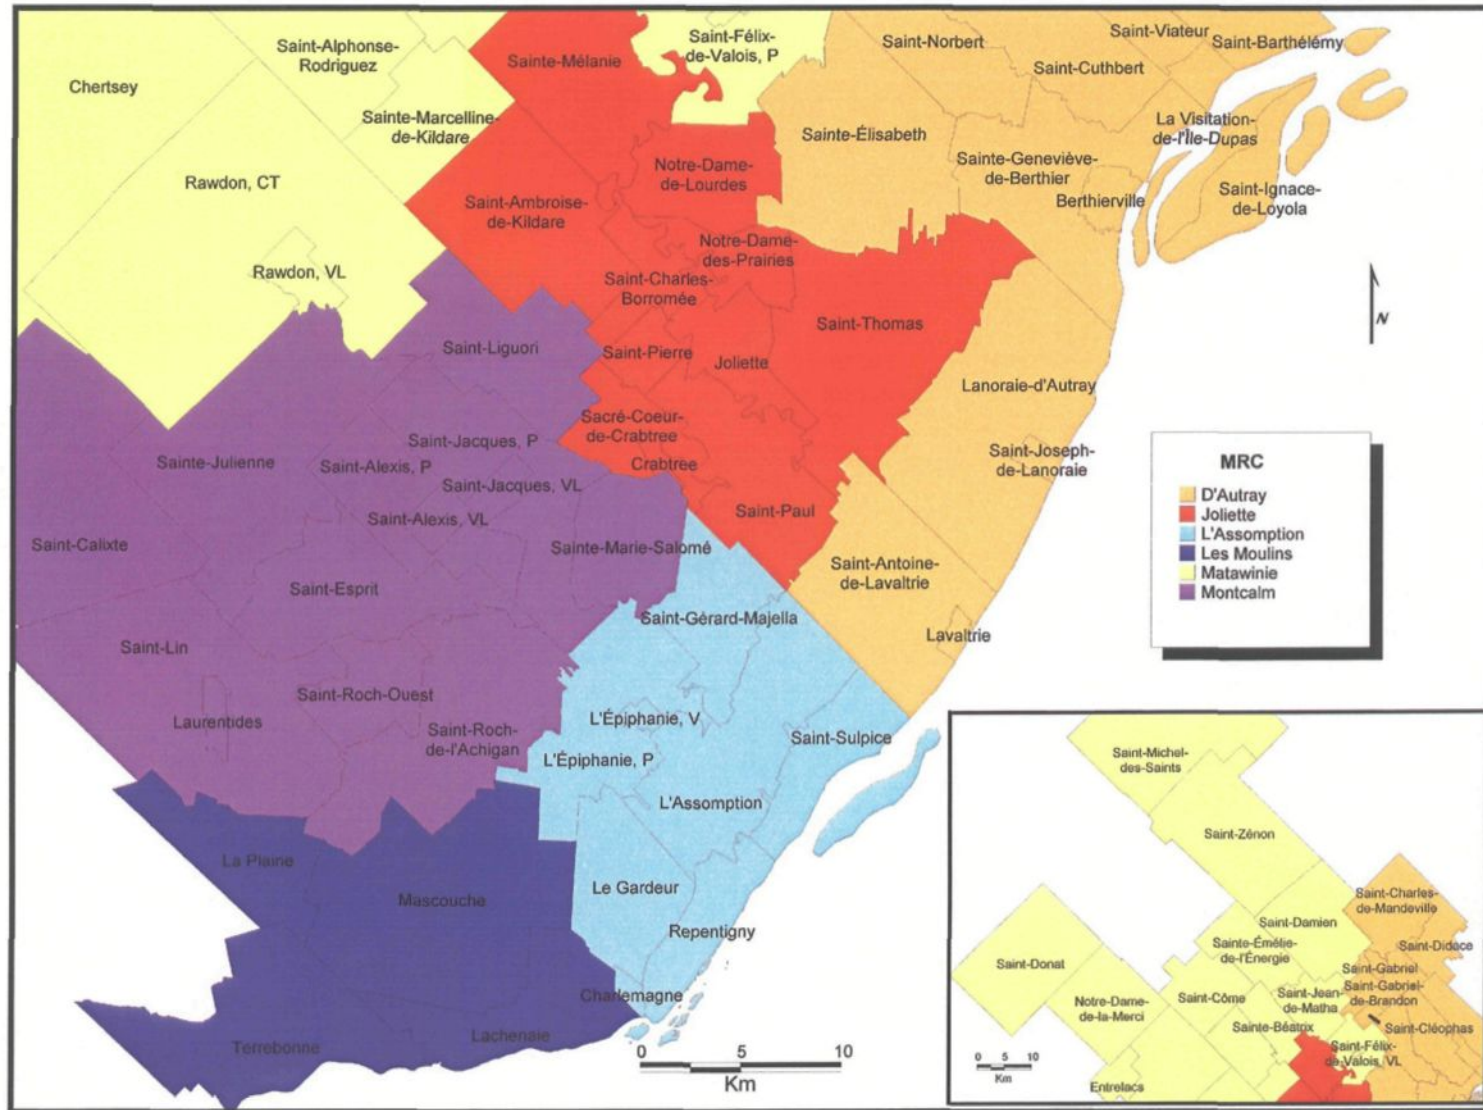 Chertsey
Saint-Alphonse-
Rodriguez
Sainte-Marcelline-
de-Kildare
Rawdon, CT
Rawdon, VL
Sainte-Mélanie
Saint-Félix-
de-Valois, P
Saint-Norbert
Saint-Viateur
Saint-Barthélémy
Saint-Cuthbert
Sainte-Élisabeth
La Visitation-
de-l'Île-Dupas
Sainte-Geneviève-
de-Berthier
Berthierville
Saint-Ignace-
de-Loyola
Notre-Dame-
de-Lourdes
Saint-Ambroise-
de-Kildare
Notre-Dame-
des-Prairies
Saint-Charles-
Borromée
Saint-Thomas
Saint-Liguori
Saint-Pierre
Joliette
Lanoraie-d'Autray
Sacré-Coeur-
de-Crabtree
Crabtree
Saint-Joseph-
de-Lanoraie
Saint-Jacques, P
Sainte-Julienne
Saint-Alexis, P
Saint-Jacques, VL
Saint-Alexis, VL
Saint-Paul
Saint-Calixte
Sainte-Marie-Salomé
Saint-Antoine-
de-Lavaltrie
Saint-Esprit
Saint-Gérard-Majella
Lavaltrie
Saint-Lin
Saint-Roch-Ouest
Laurentides
Saint-Roch-
de-l'Achigan
L'Épiphanie, V
L'Épiphanie, P
Saint-Sulpice
L'Assomption
La Plaine
Mascouche
Le Gardeur
Repentigny
Charlemagne
Lachenaie
Terrebonne
0 5 10
Km
N
MRC
D'Autray
Joliette
L'Assomption
Les Moulins
Matawinie
Montcalm
Saint-Michel-
des-Saints
Saint-Zénon
Saint-Charles-
de-Mandeville
Saint-Damien
Saint-Didace
Sainte-Émélie-
de-l'Énergie
Saint-Donat
Saint-Gabriel
Saint-Gabriel-
de-Brandon
Saint-Jean-
de-Matha
Saint-Côme
Notre-Dame-
de-la-Merci
Sainte-Béatrix
Saint-Cléophas
Saint-Félix-
de-Valois, VL
Entrelacs
0 5 10
Km